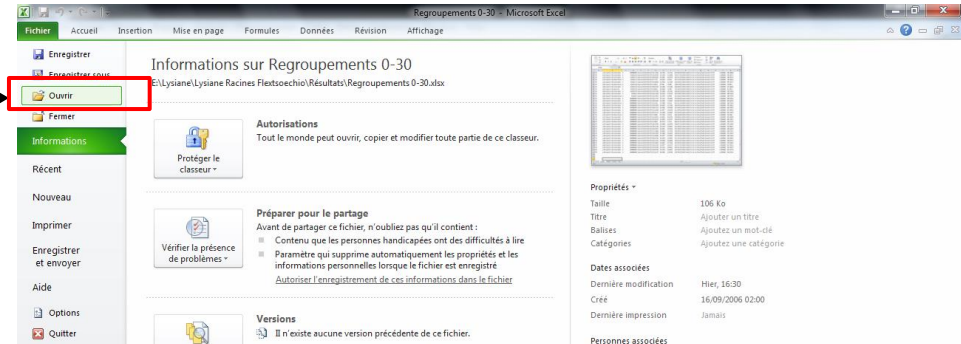 Regroupements 0-30 - Microsoft Excel
Fichier Accueil Insertion Mise en page Formules Données Révision Affichage
Enregistrer
Enregistrer sous
Ouvrir
Fermer
Informations
Récent
Nouveau
Imprimer
Enregistrer
et envoyer
Aide
Options
Quitter
Informations sur Regroupements 0-30
E:\Lysiane\Lysiane Racines Flextsoechio\Résultats\Regroupements 0-30.xlsx
Protéger le
classeur
Autorisations
Tout le monde peut ouvrir, copier et modifier toute partie de ce classeur.
Vérifier la présence
de problèmes
Préparer pour le partage
Avant de partager ce fichier, n'oubliez pas qu'il contient :
Contenu que les personnes handicapées ont des difficultés à lire
Paramètre qui supprime automatiquement les propriétés et les
informations personnelles lorsque le fichier est enregistré
Autoriser l'enregistrement de ces informations dans le fichier
Versions
Il n'existe aucune version précédente de ce fichier.
Propriétés
Taille 106 Ko
Titre Ajouter un titre
Balises Ajoutez un mot-clé
Catégories Ajoutez une catégorie
Dates associées
Dernière modification Hier, 16:30
Créé 16/09/2006 02:00
Dernière impression Jamais
Personnes associées